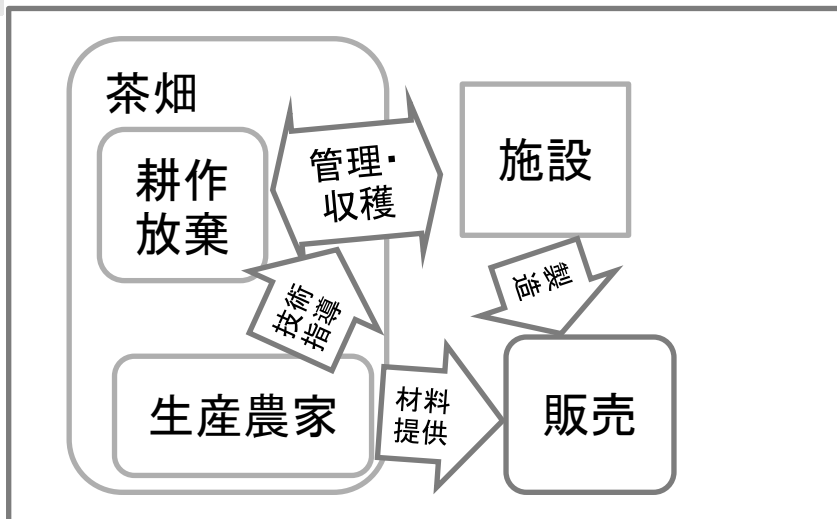 茶畑
耕作
放棄
管理・
収穫
施設
技術
指導
製造
生産農家
材料
提供
販売